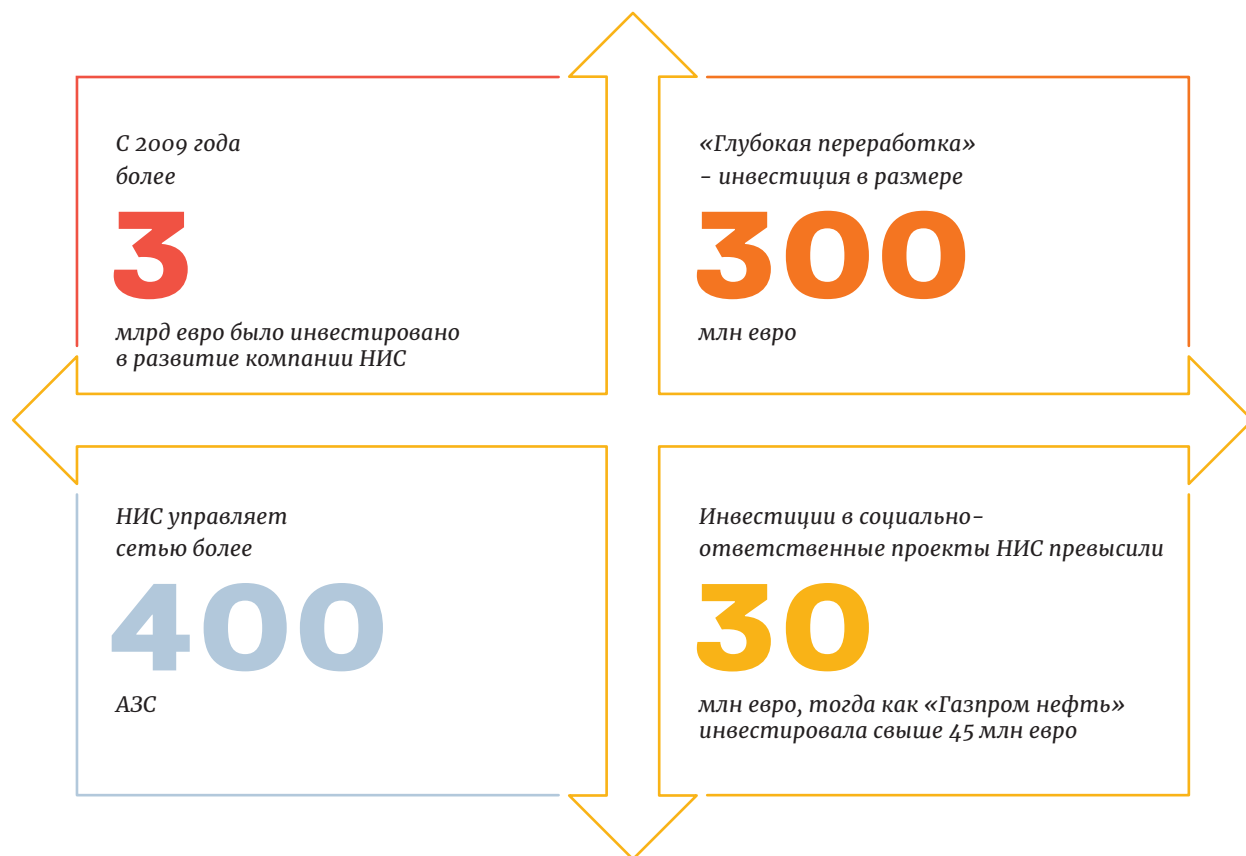 С 2009 года
более
3
млрд евро было инвестировано
в развитие компании НИС
«Глубокая переработка»
- инвестиция в размере
300
млн евро
НИС управляет
сетью более
400
АЗС
Инвестиции в социально-
ответственные проекты НИС превысили
30
млн евро, тогда как «Газпром нефть»
инвестировала свыше 45 млн евро